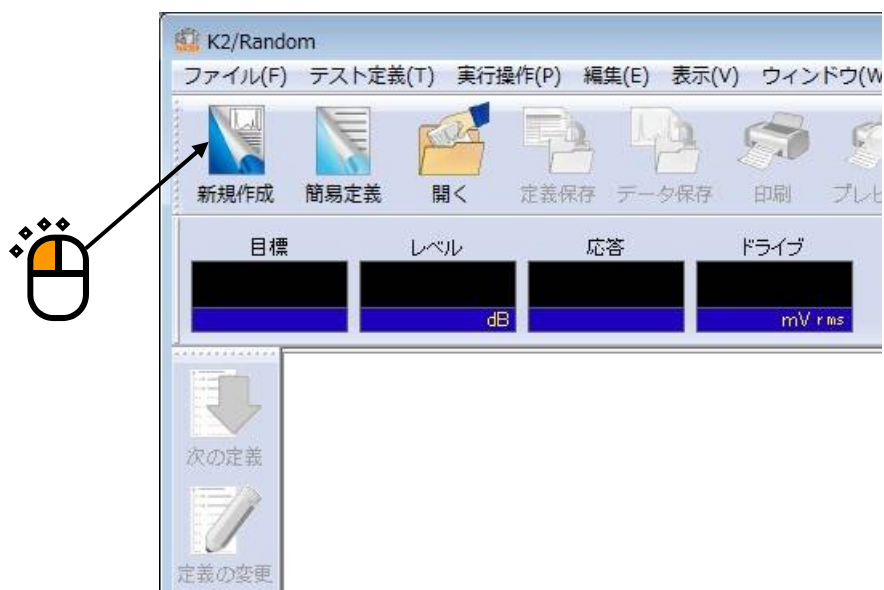 K2/Random
ファイル(F) テスト定義(T) 実行操作(P) 編集(E) 表示(V) ウィンドウ(W
新規作成 簡易定義 開く 定義保存 データ保存 印刷 プレビ
目標 レベル 応答 ドライブ
dB mV rms
次の定義
定義の変更